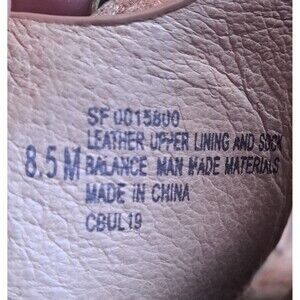 SF 0015800
LEATHER UPPER LINING AND SOCK
8.5 M BALANCE MAN MADE MATERIALS
MADE IN CHINA
CBUL19